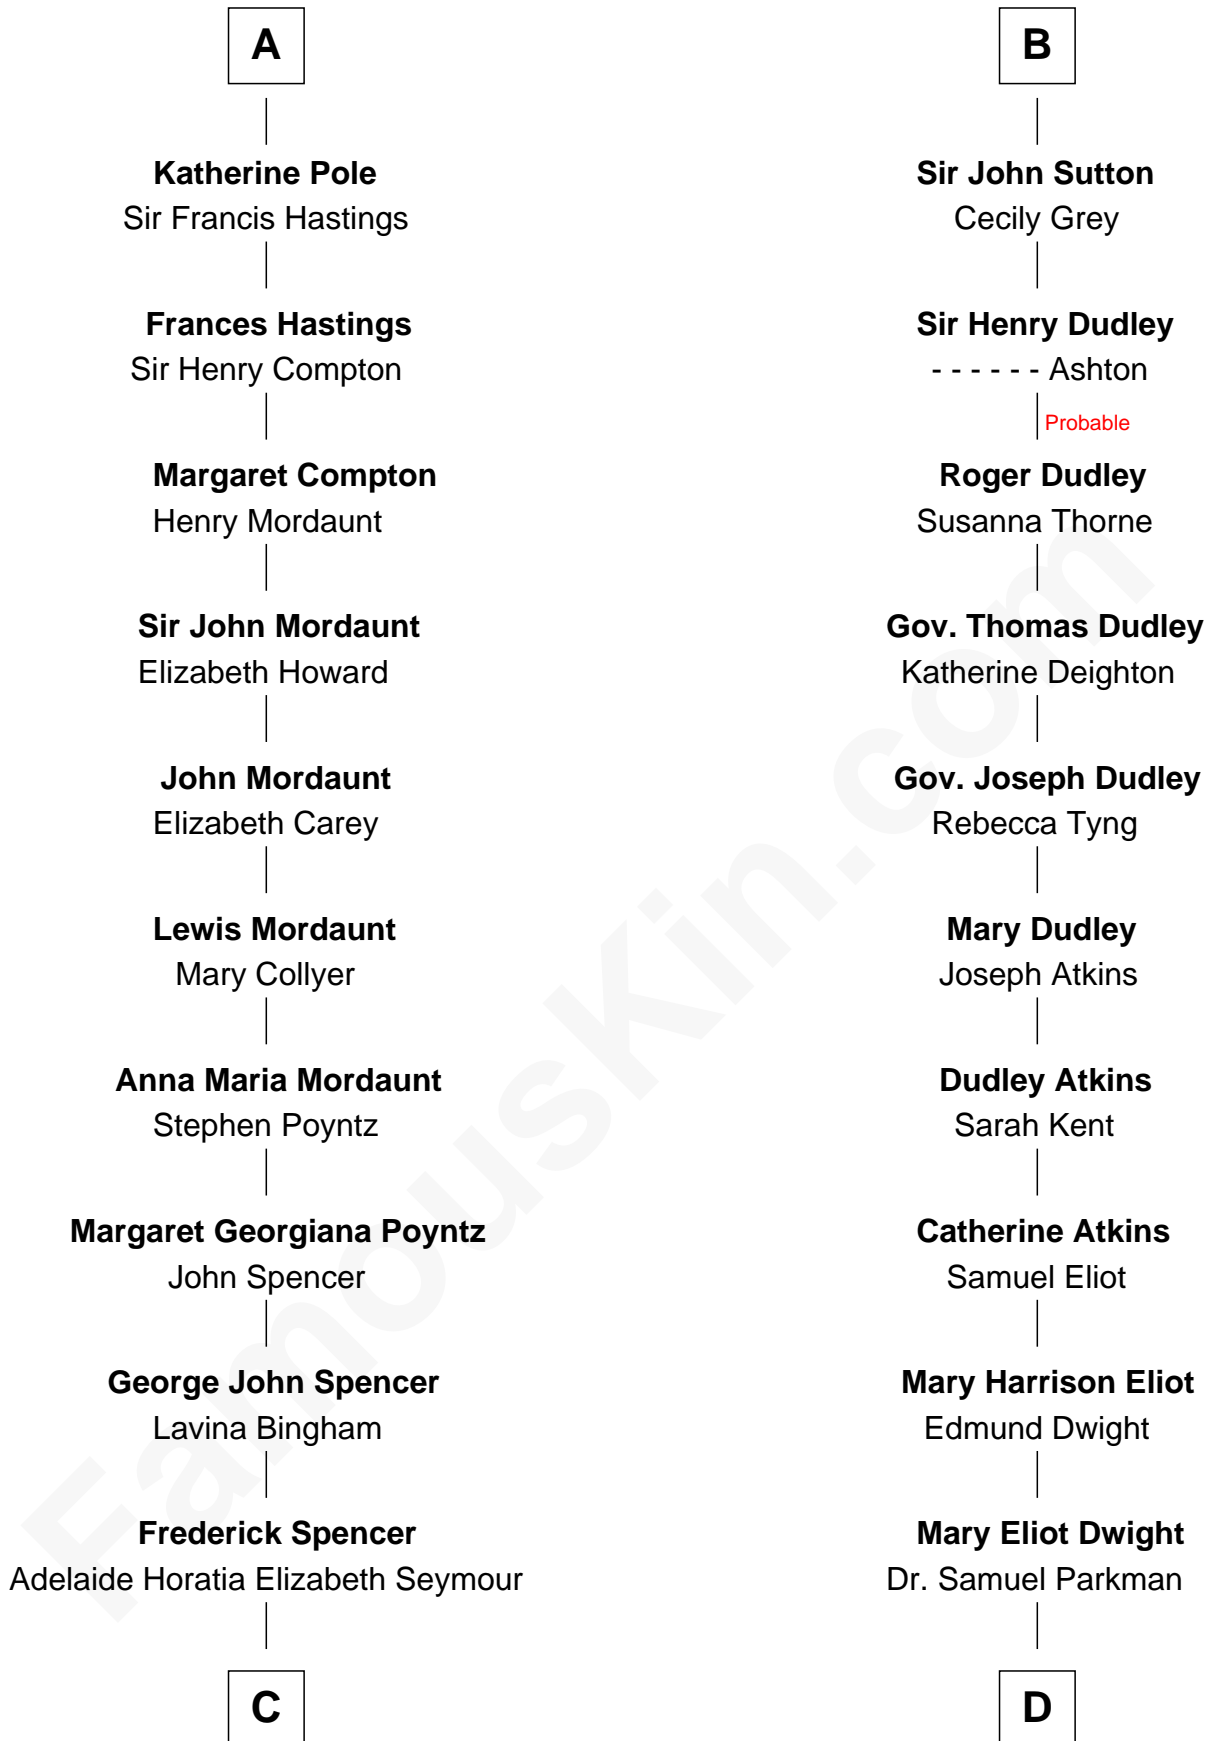 A
Katherine Pole
Sir Francis Hastings
Frances Hastings
Sir Henry Compton
Margaret Compton
Henry Mordaunt
Sir John Mordaunt
Elizabeth Howard
John Mordaunt
Elizabeth Carey
Lewis Mordaunt
Mary Collyer
Anna Maria Mordaunt
Stephen Poyntz
Margaret Georgiana Poyntz
John Spencer
George John Spencer
Lavina Bingham
Frederick Spencer
Adelaide Horatia Elizabeth Seymour
C
B
Sir John Sutton
Cecily Grey
Sir Henry Dudley
- - - - - - Ashton
Probable
Roger Dudley
Susanna Thorne
Gov. Thomas Dudley
Katherine Deighton
Gov. Joseph Dudley
Rebecca Tyng
Mary Dudley
Joseph Atkins
Dudley Atkins
Sarah Kent
Catherine Atkins
Samuel Eliot
Mary Harrison Eliot
Edmund Dwight
Mary Eliot Dwight
Dr. Samuel Parkman
D
FamousKin.com